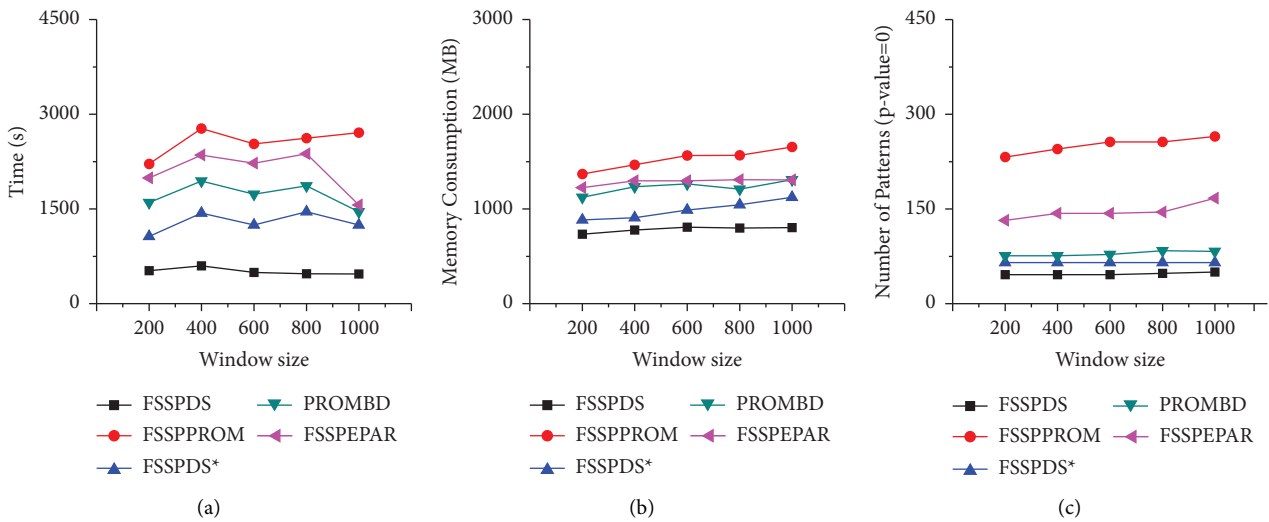 Time (s)
4500
3000
1500
0
200 400 600 800 1000
Window size
FSSPDS PROMBD
FSSPPROM FSSPEPAR
FSSPDS*
(a)
Memory Consumption (MB)
3000
2000
1000
0
200 400 600 800 1000
Window size
FSSPDS PROMBD
FSSPPROM FSSPEPAR
FSSPDS*
(b)
Number of Patterns (p-value=0)
450
300
150
0
200 400 600 800 1000
Window size
FSSPDS PROMBD
FSSPPROM FSSPEPAR
FSSPDS*
(c)